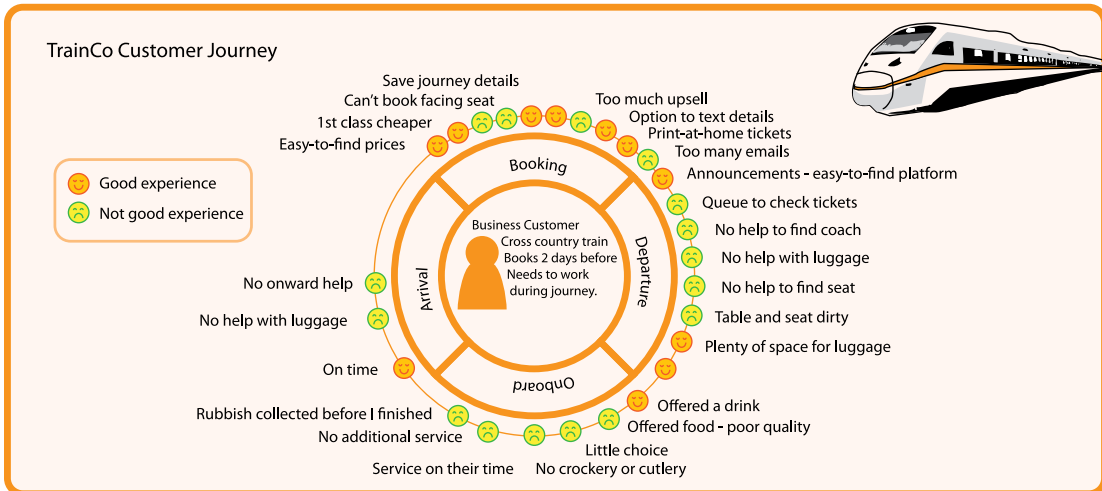 TrainCo Customer Journey
Save journey details
Can't book facing seat
1st class cheaper
Easy-to-find prices
Too much upsell
Option to text details
Print-at-home tickets
Too many emails
Announcements - easy-to-find platform
Queue to check tickets
No help to find coach
No help with luggage
No help to find seat
Table and seat dirty
Plenty of space for luggage
Offered a drink
Offered food - poor quality
Little choice
No crockery or cutlery
Service on their time
No additional service
Rubbish collected before I finished
On time
No help with luggage
No onward help
Good experience
Not good experience
Booking
Departure
Onboard
Arrival
Business Customer
Cross country train
Books 2 days before
Needs to work
during journey.